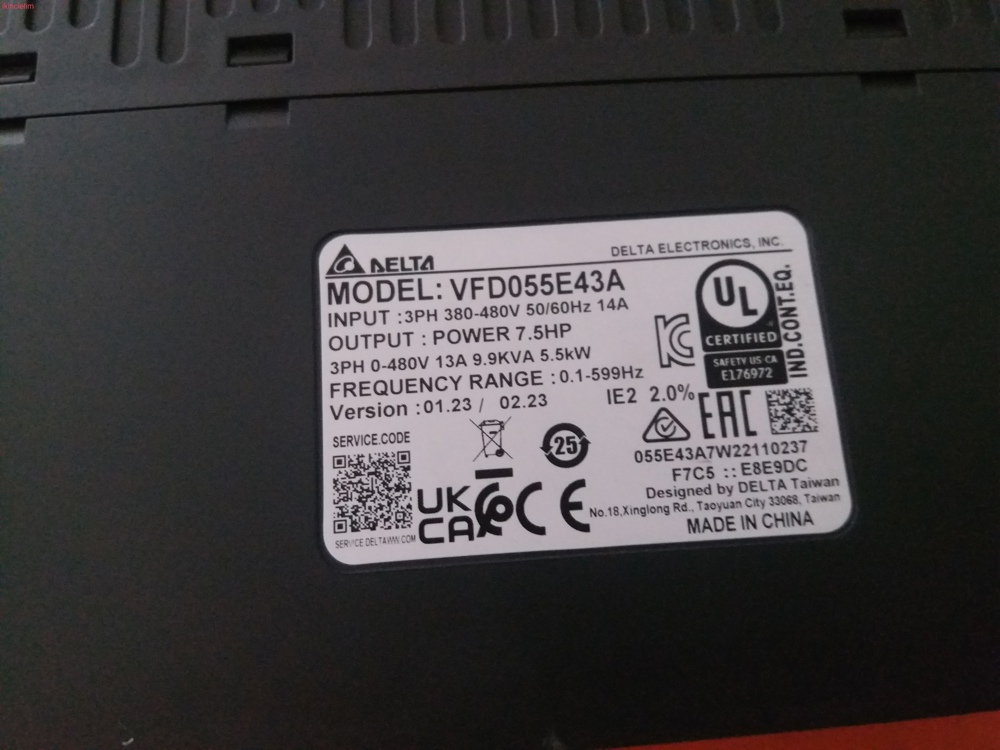 Kincielim
DELTA
DELTA ELECTRONICS, INC.
MODEL: VFD055E43A
INPUT :3PH 380-480V 50/60Hz 14A
OUTPUT : POWER 7.5HP
3PH 0-480V 13A 9.9KVA 5.5kW
FREQUENCY RANGE : 0.1-599Hz
Version : 01.23 / 02.23
IE2 2.0%
UL
CERTIFIED
SAFETY US-CA
E176972
IND.CONT.EQ.
SERVICE.CODE
25
EAC
055E43A7W22110237
F7C5 :: E8E9DC
Designed by DELTA Taiwan
No.18,Xinglong Rd., Taoyuan City 33068, Taiwan
MADE IN CHINA
UK
CA
CE
SERVICE.DELTAWW.COM